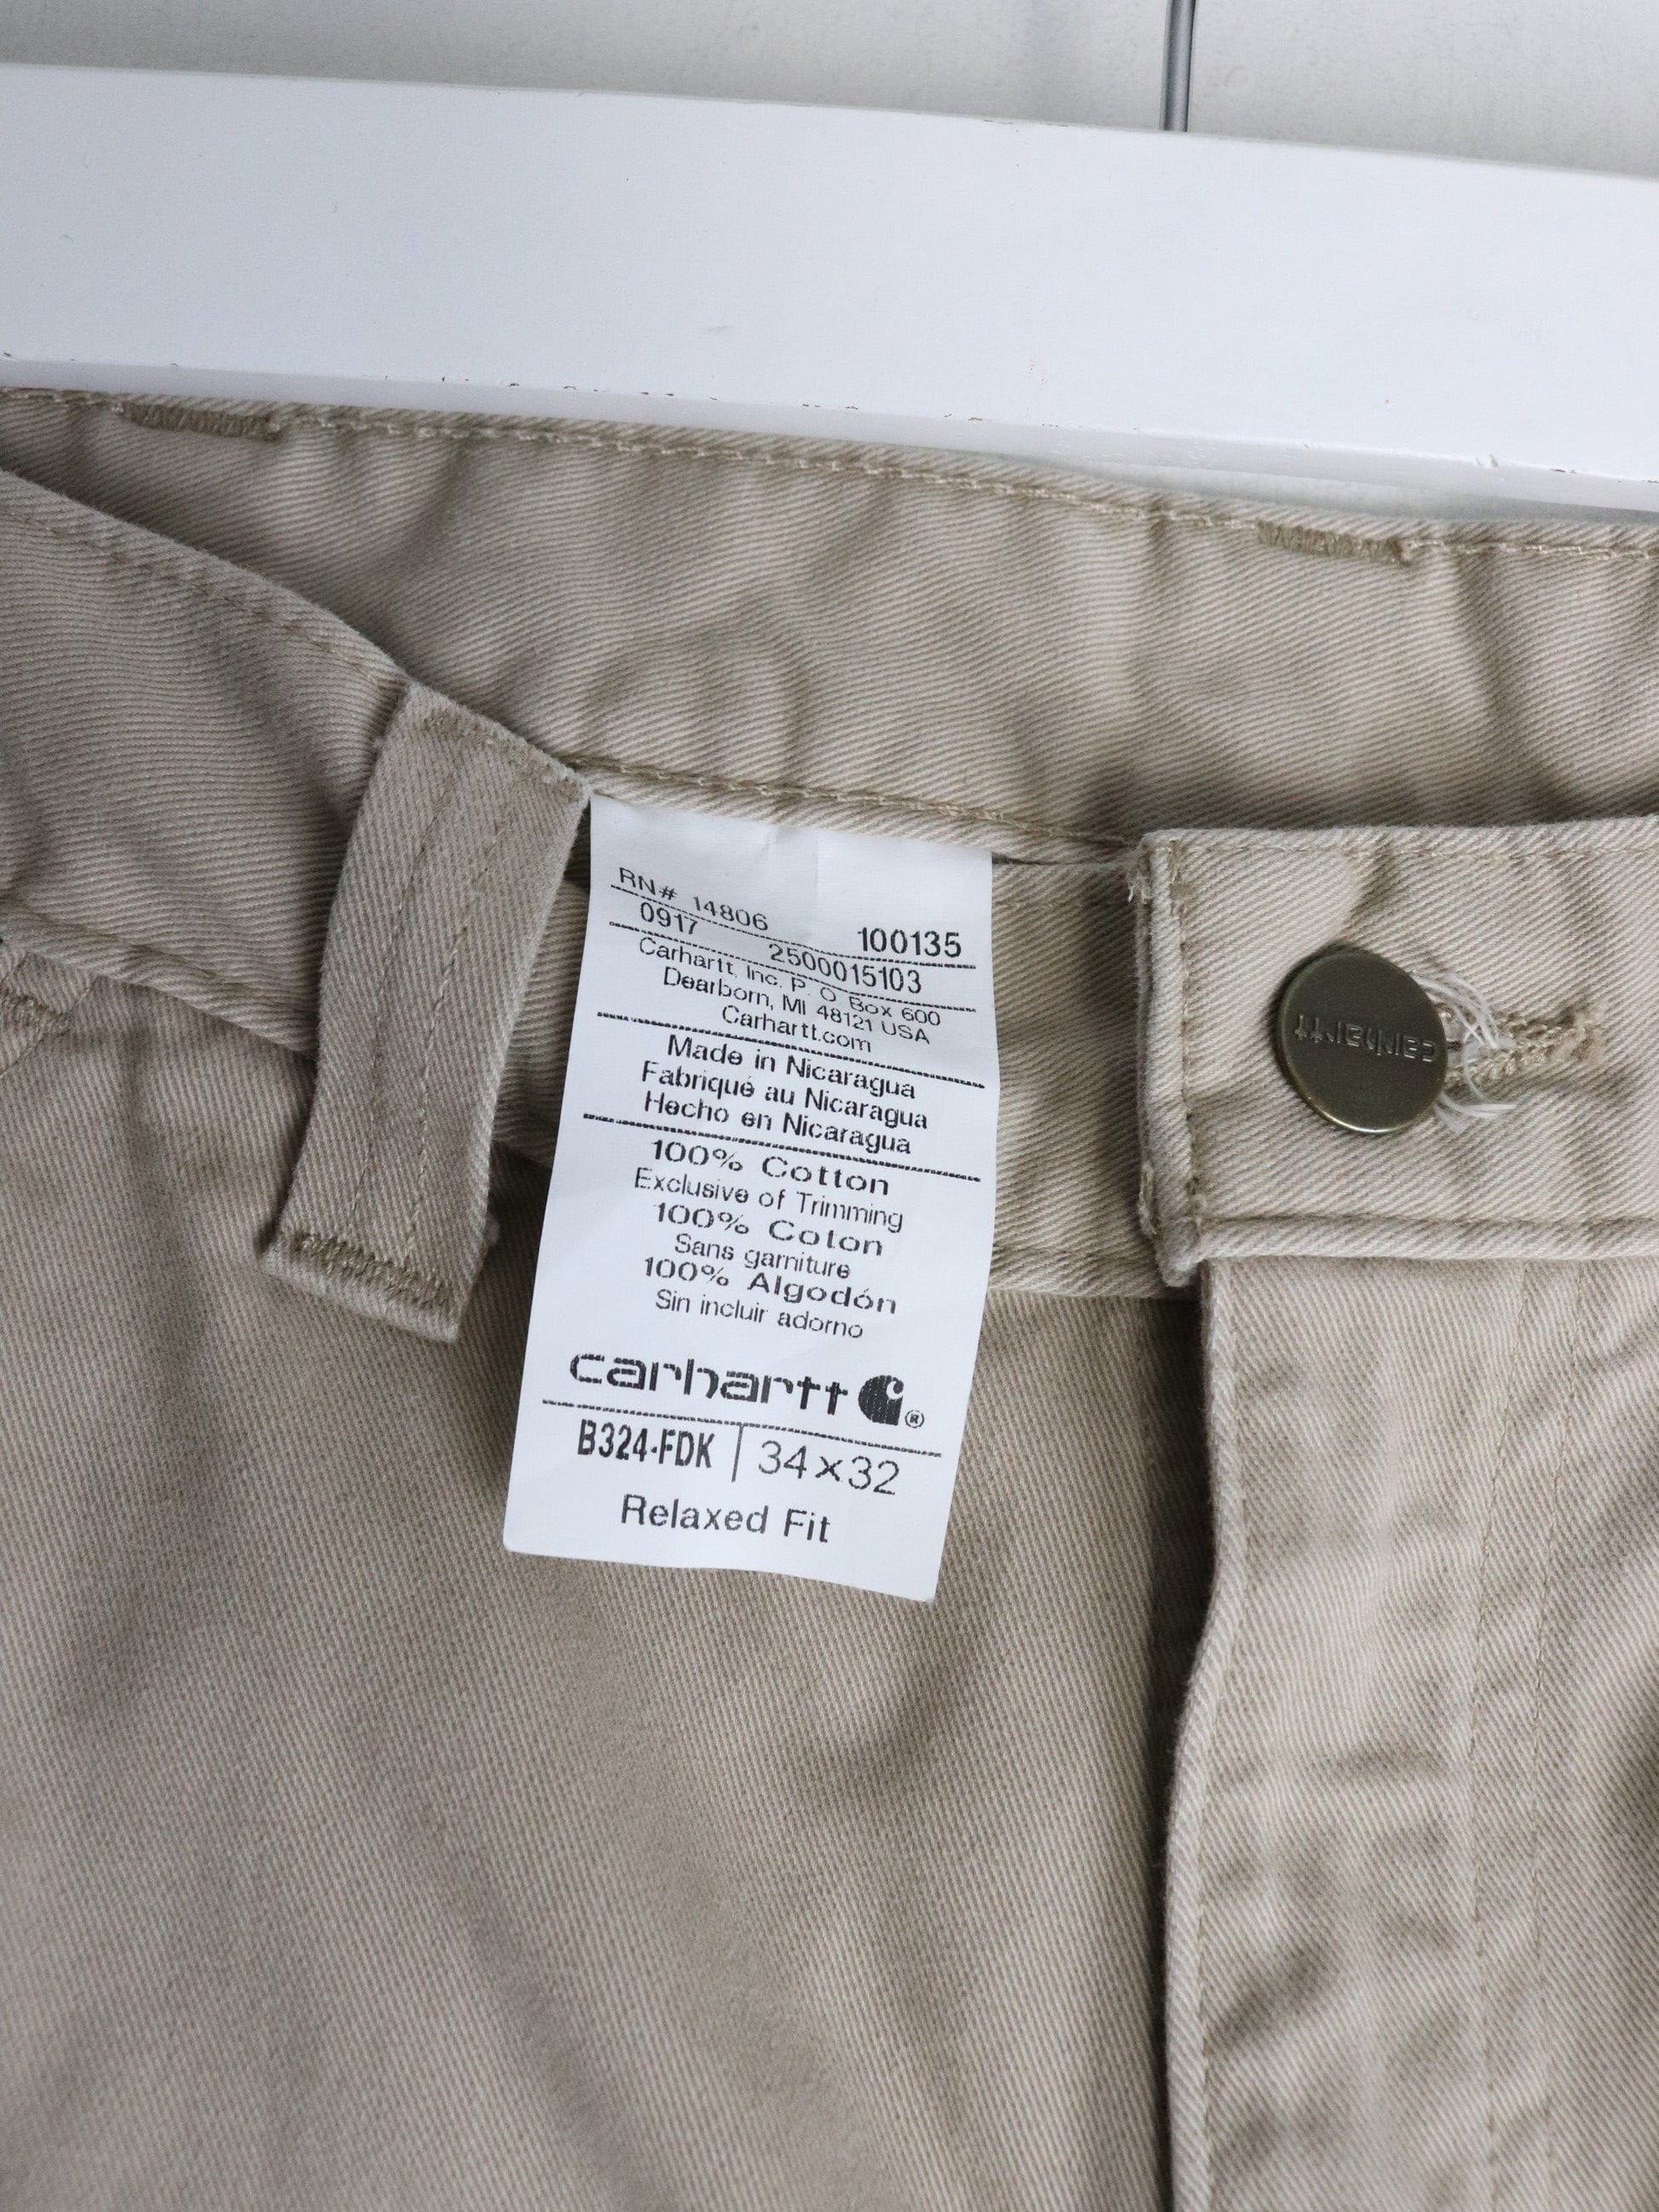 RN# 14806 100135
0917 2500015103
Carhartt, Inc. P. O. Box 600
Dearborn, MI 48121 USA
Carhartt.com
Made in Nicaragua
Fabriqué au Nicaragua
Hecho en Nicaragua
100% Cotton
Exclusive of Trimming
100% Coton
Sans garniture
100% Algodón
Sin incluir adorno
carhartt ®
B324-FDK | 34x32
Relaxed Fit
carhartt